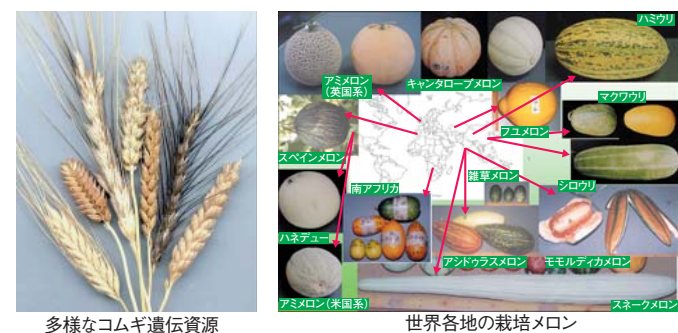 ハミウリ
アミメロン
（英国系）
キャンタロープメロン
マクワウリ
フユメロン
スペインメロン
雑草メロン
南アフリカ
シロウリ
ハネデュー
アシドゥラスメロン
モモルディカメロン
アミメロン（米国系）
スネークメロン
多様なコムギ遺伝資源
世界各地の栽培メロン